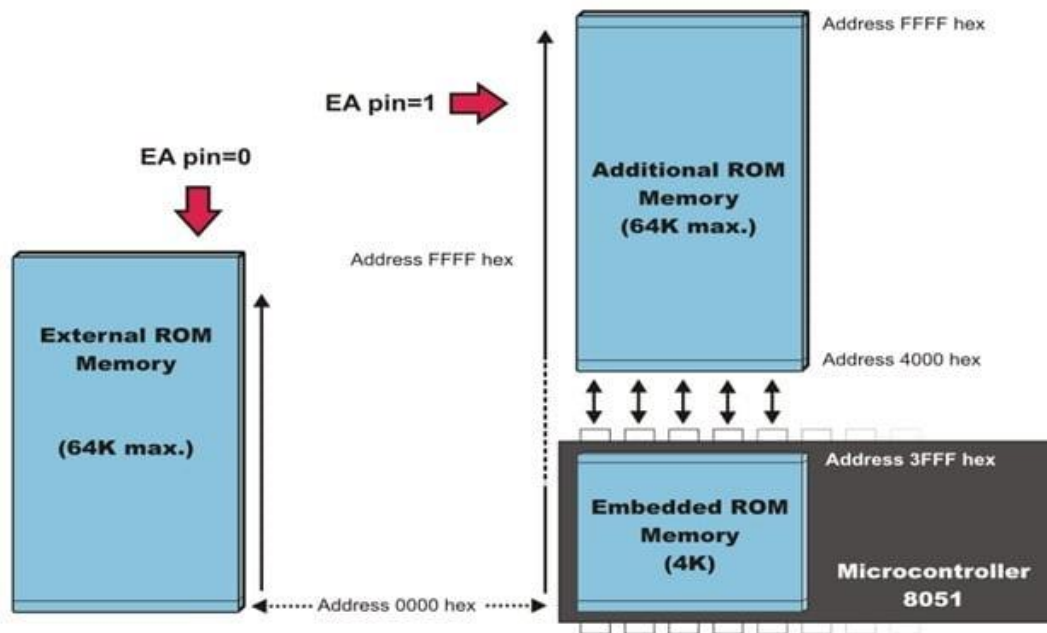 Address FFFF hex
EA pin=1
EA pin=0
Additional ROM
Memory
(64K max.)
Address FFFF hex
External ROM
Memory
(64K max.)
Address 4000 hex
Address 3FFF hex
Embedded ROM
Memory
(4K)
Microcontroller
8051
Address 0000 hex